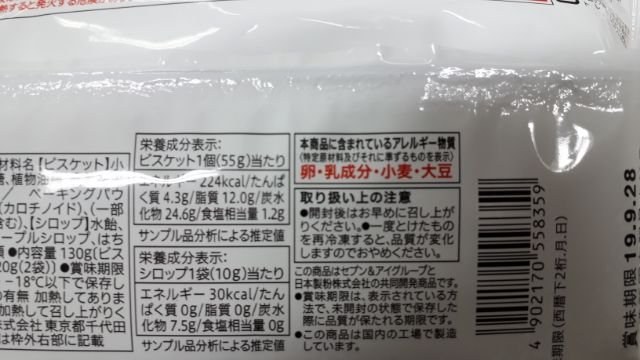 材料名【ビスケット】小
植物油
ベーキングパウ
(カロチノイド)、(一部
含む)、【シロップ】水飴、
ープルシロップ、はち
●内容量 130g(ビス
20g(2袋))●賞味期限
-18℃以下で保存し
の有無 加熱してありま
加熱して召し上がりく
株式会社 東京都千代田
は枠外右部に記載
栄養成分表示:
ビスケット1個(55g)当たり
エネルギー 224kcal/たんぱ
く質 4.3g/脂質 12.0g/炭水
化物 24.6g/食塩相当量 1.2g
サンプル品分析による推定値
栄養成分表示:
シロップ1袋(10g)当たり
エネルギー 30kcal/たん
ぱく質 0g/脂質 0g/炭水
化物 7.5g/食塩相当量 0g
サンプル品分析による推定値
本商品に含まれているアレルギー物質
(特定原材料及びそれに準ずるものを表示)
卵・乳成分・小麦・大豆
取り扱い上の注意
●開封後はお早めに召し上が
りください。●一度とけたもの
を再冷凍すると、品質が変化
しますのでおやめください。
この商品はセブン&アイグループと
日本製粉株式会社の共同開発商品です。
●賞味期限は、表示されている方
法で、未開封の状態で保存した
際に品質が保たれる期限です。
●この商品は国内の工場で製造
しています。
4 902170 558359
賞味期限 19.9.28
期限(西暦下2桁.月.日)